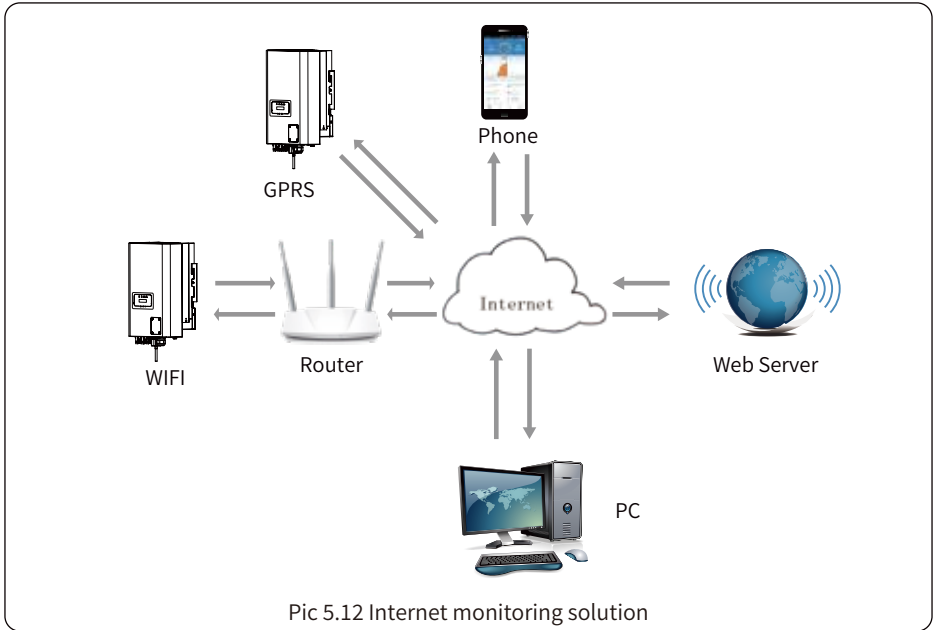 Phone
GPRS
Internet
WIFI
Router
Web Server
PC
Pic 5.12 Internet monitoring solution